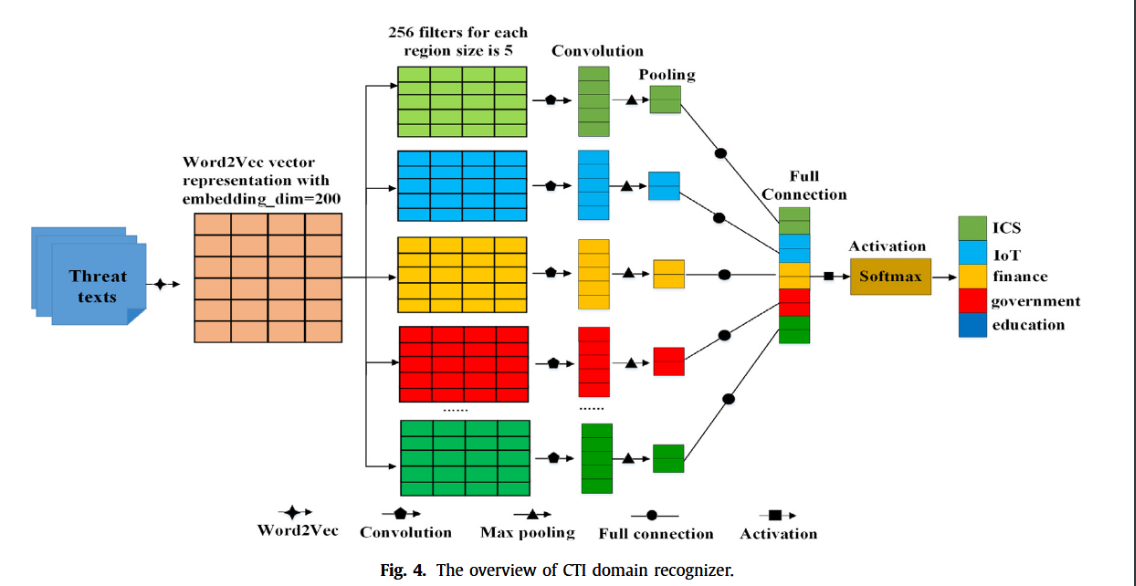 256 filters for each
region size is 5
Convolution
Pooling
Word2Vec vector
representation with
embedding_dim=200
Threat
texts
Full
Connection
Activation
Softmax
ICS
IoT
finance
government
education
......
......
Word2Vec
Convolution
Max pooling
Full connection
Activation
Fig. 4. The overview of CTI domain recognizer.